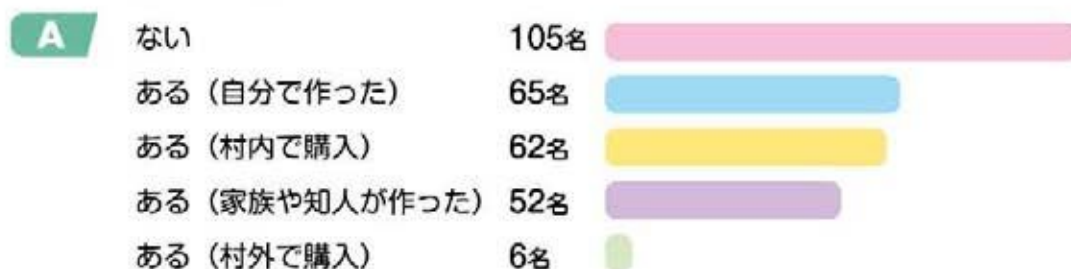 A ない 105名
ある（自分で作った） 65名
ある（村内で購入） 62名
ある（家族や知人が作った） 52名
ある（村外で購入） 6名